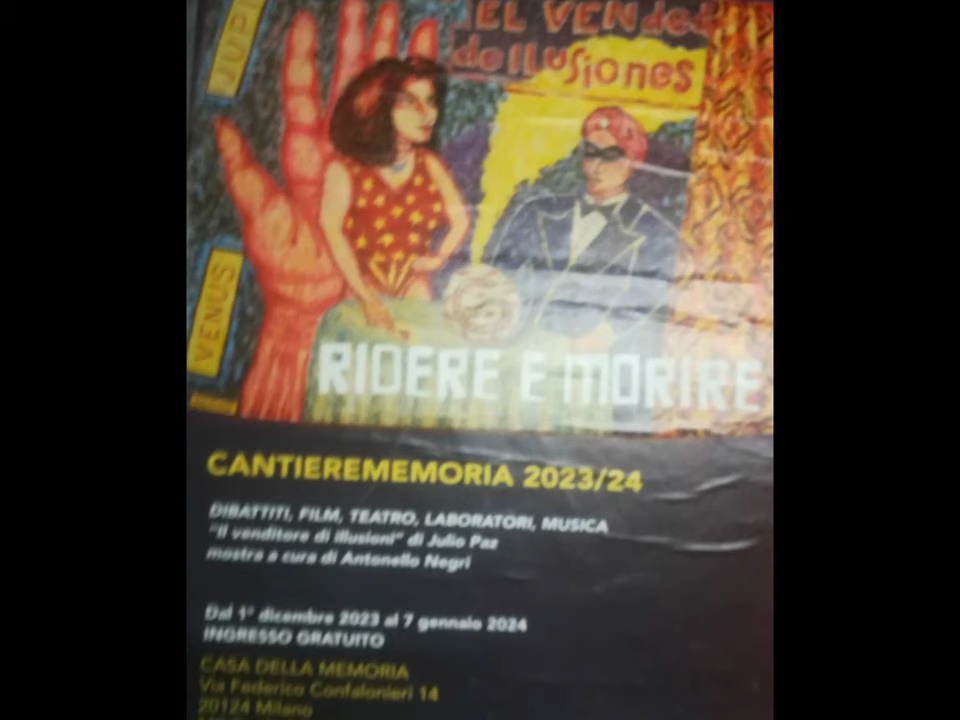 JUPI
EL VENded
de ILUSiones
VENUS
RIDERE E MORIRE
CANTIEREMEMORIA 2023/24
DIBATTITI, FILM, TEATRO, LABORATORI, MUSICA
"Il venditore di illusioni" di Julio Paz
mostra a cura di Antonello Negri
Dal 1° dicembre 2023 al 7 gennaio 2024
INGRESSO GRATUITO
CASA DELLA MEMORIA
Via Federico Confalonieri 14
20124 Milano